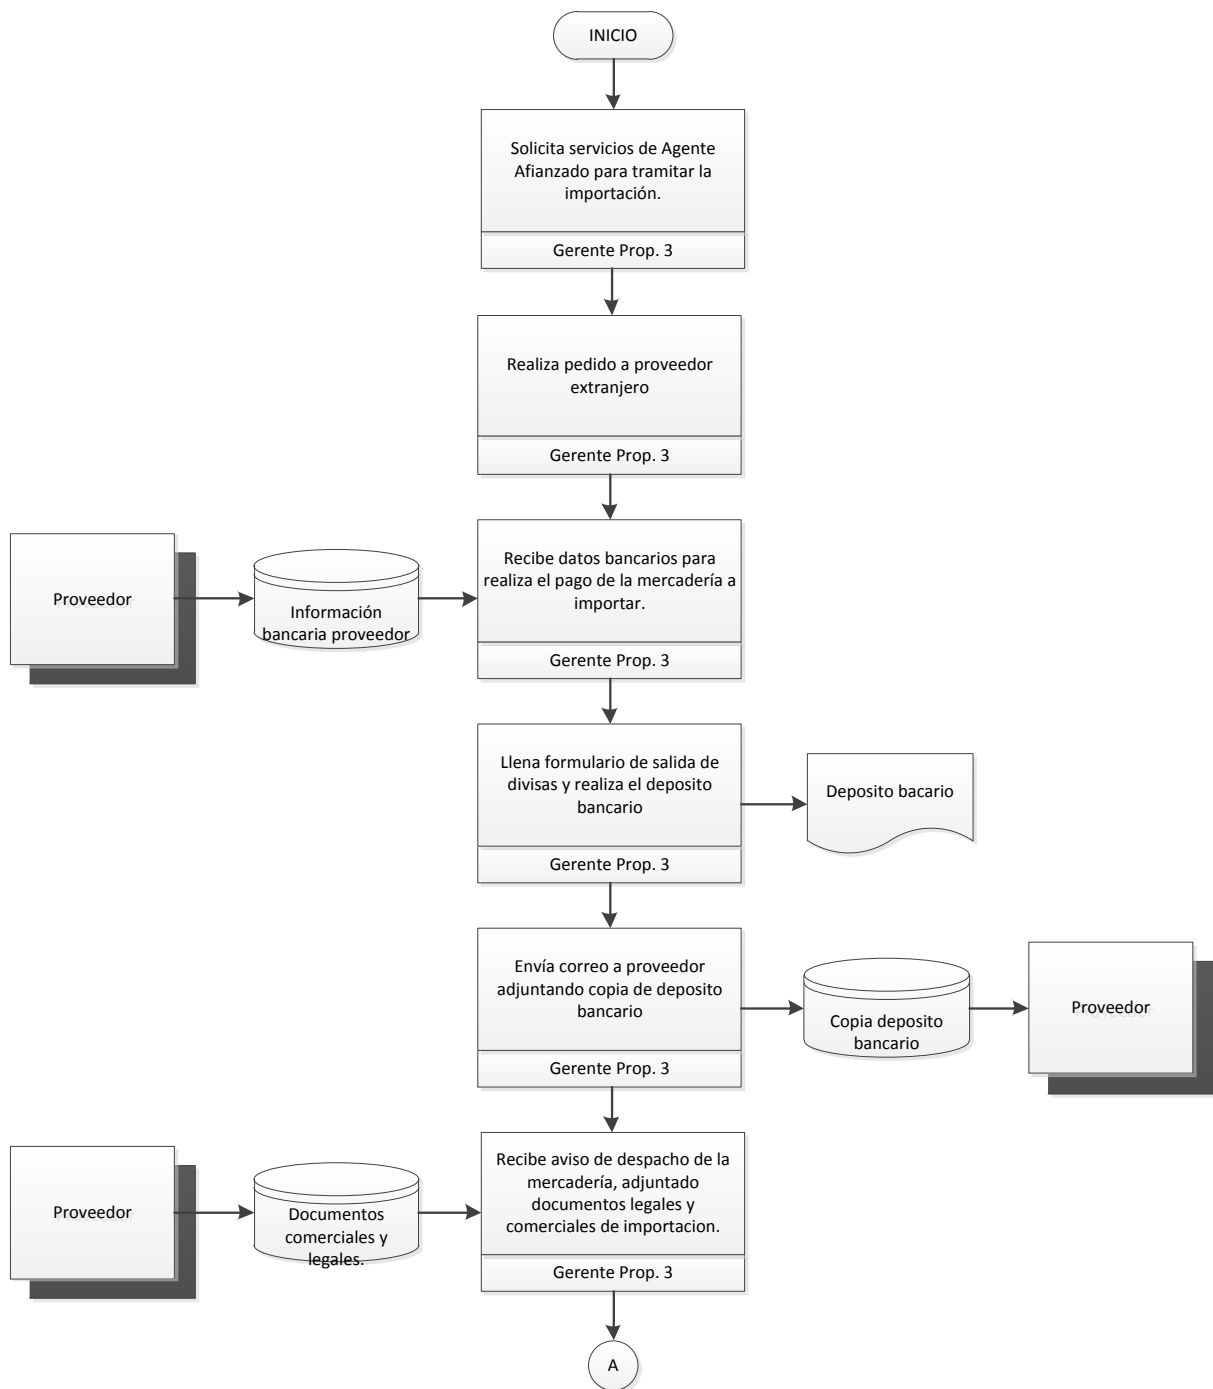 INICIO
Solicita servicios de Agente
Afianzado para tramitar la
importación.
Gerente Prop. 3
Realiza pedido a proveedor
extranjero
Gerente Prop. 3
Proveedor
Información
bancaria proveedor
Recibe datos bancarios para
realiza el pago de la mercadería a
importar.
Gerente Prop. 3
Llena formulario de salida de
divisas y realiza el deposito
bancario
Gerente Prop. 3
Deposito bacario
Envía correo a proveedor
adjuntando copia de deposito
bancario
Gerente Prop. 3
Copia deposito
bancario
Proveedor
Proveedor
Documentos
comerciales y
legales.
Recibe aviso de despacho de la
mercadería, adjuntado
documentos legales y
comerciales de importacion.
Gerente Prop. 3
A